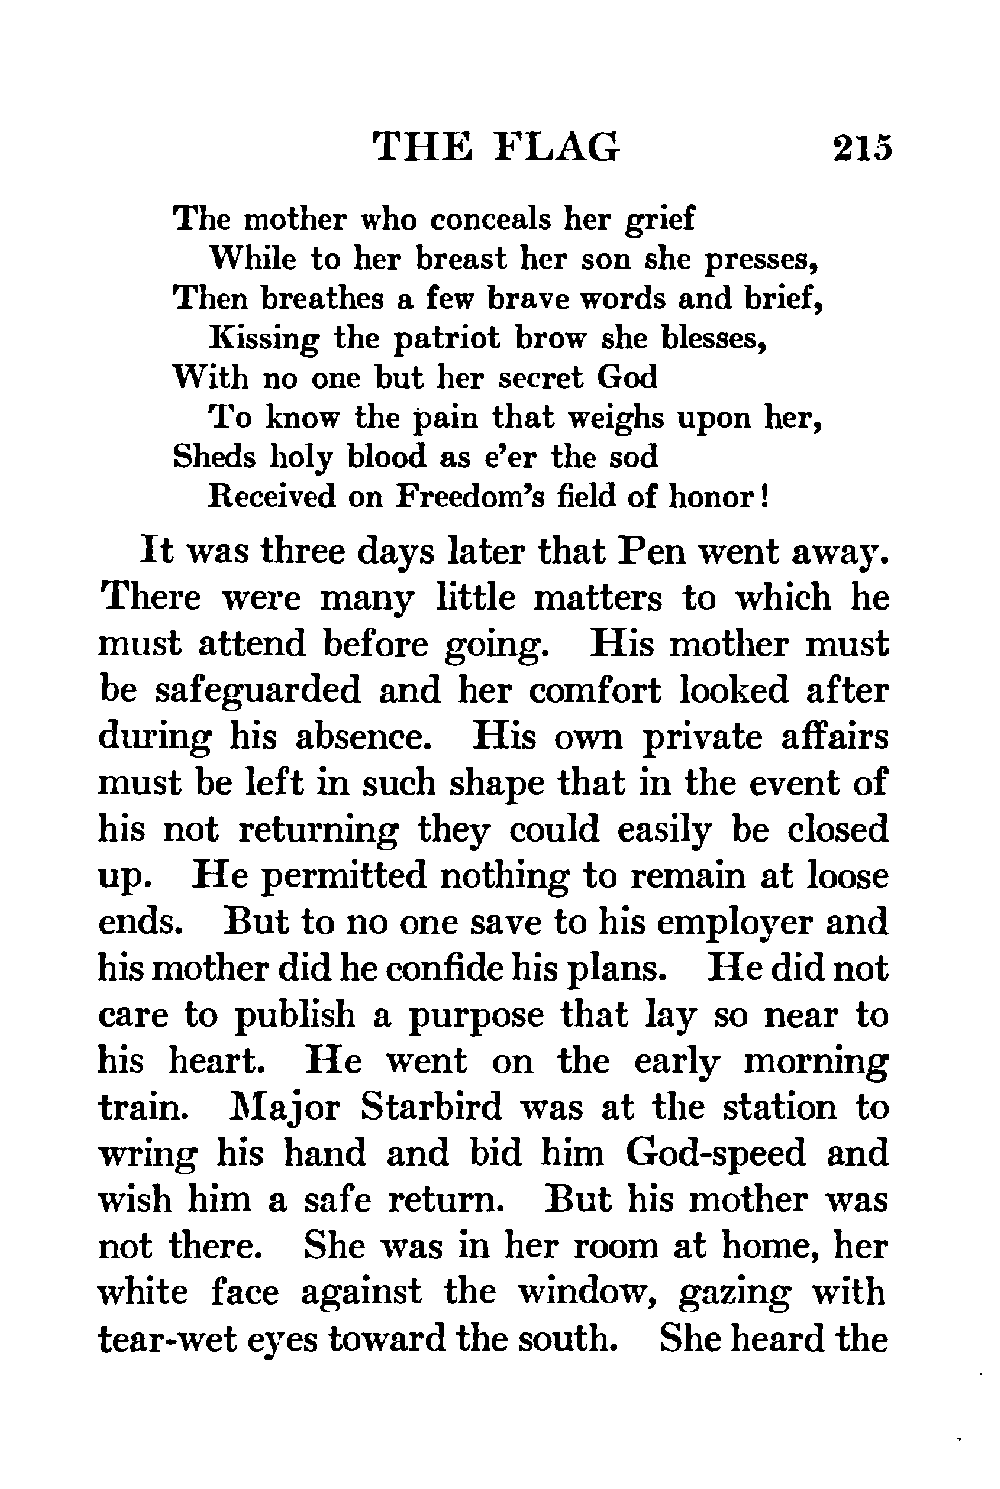 THE FLAG 215
The mother who conceals her grief
While to her breast her son she presses,
Then breathes a few brave words and brief,
Kissing the patriot brow she blesses,
With no one but her secret God
To know the pain that weighs upon her,
Sheds holy blood as e'er the sod
Received on Freedom's field of honor!
It was three days later that Pen went away.
There were many little matters to which he
must attend before going. His mother must
be safeguarded and her comfort looked after
during his absence. His own private affairs
must be left in such shape that in the event of
his not returning they could easily be closed
up. He permitted nothing to remain at loose
ends. But to no one save to his employer and
his mother did he confide his plans. He did not
care to publish a purpose that lay so near to
his heart. He went on the early morning
train. Major Starbird was at the station to
wring his hand and bid him God-speed and
wish him a safe return. But his mother was
not there. She was in her room at home, her
white face against the window, gazing with
tear-wet eyes toward the south. She heard the